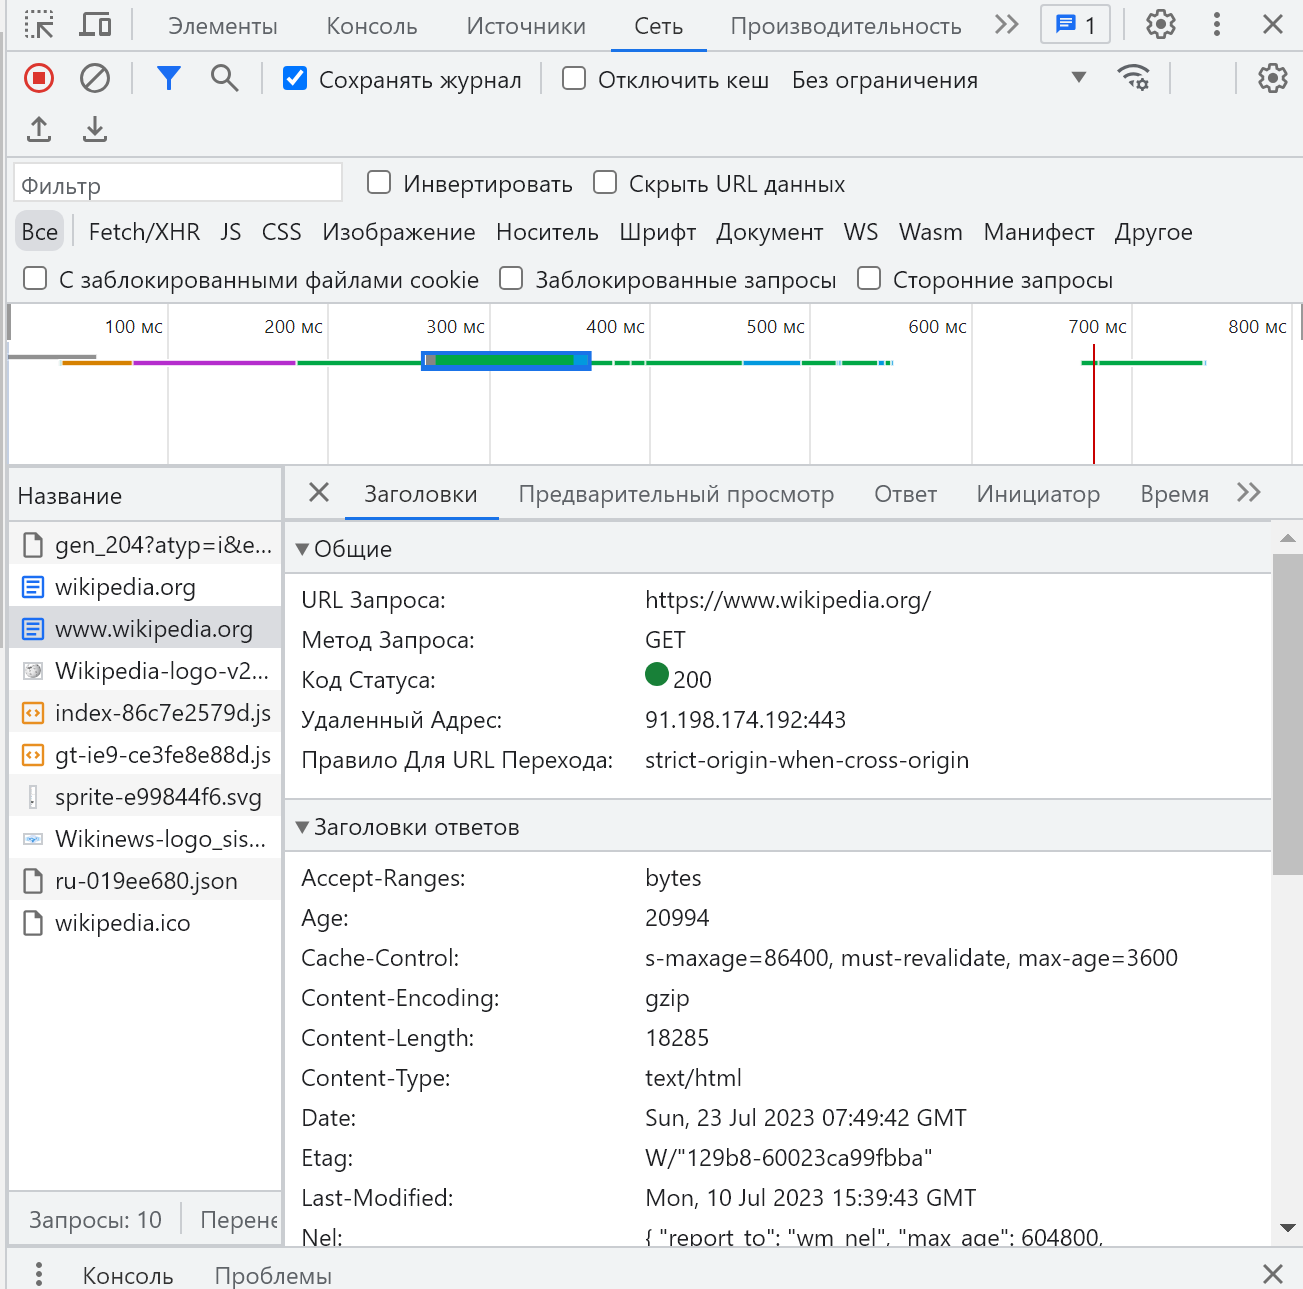 Элементы Консоль Источники Сеть Производительность 1
Сохранять журнал Отключить кеш Без ограничения
Фильтр Инвертировать Скрыть URL данных
Все Fetch/XHR JS CSS Изображение Носитель Шрифт Документ WS Wasm Манифест Другое
С заблокированными файлами cookie Заблокированные запросы Сторонние запросы
100 мс 200 мс 300 мс 400 мс 500 мс 600 мс 700 мс 800 мс
Название
gen_204?atyp=i&e...
wikipedia.org
www.wikipedia.org
Wikipedia-logo-v2...
index-86c7e2579d.js
gt-ie9-ce3fe8e88d.js
sprite-e99844f6.svg
Wikinews-logo_sis...
ru-019ee680.json
wikipedia.ico
Запросы: 10 Перене
Заголовки Предварительный просмотр Ответ Инициатор Время
Общие
URL Запроса: https://www.wikipedia.org/
Метод Запроса: GET
Код Статуса: 200
Удаленный Адрес: 91.198.174.192:443
Правило Для URL Перехода: strict-origin-when-cross-origin
Заголовки ответов
Accept-Ranges: bytes
Age: 20994
Cache-Control: s-maxage=86400, must-revalidate, max-age=3600
Content-Encoding: gzip
Content-Length: 18285
Content-Type: text/html
Date: Sun, 23 Jul 2023 07:49:42 GMT
Etag: W/"129b8-60023ca99fbba"
Last-Modified: Mon, 10 Jul 2023 15:39:43 GMT
Nel: { "report_to": "wm_nel", "max_age": 604800,
Консоль Проблемы